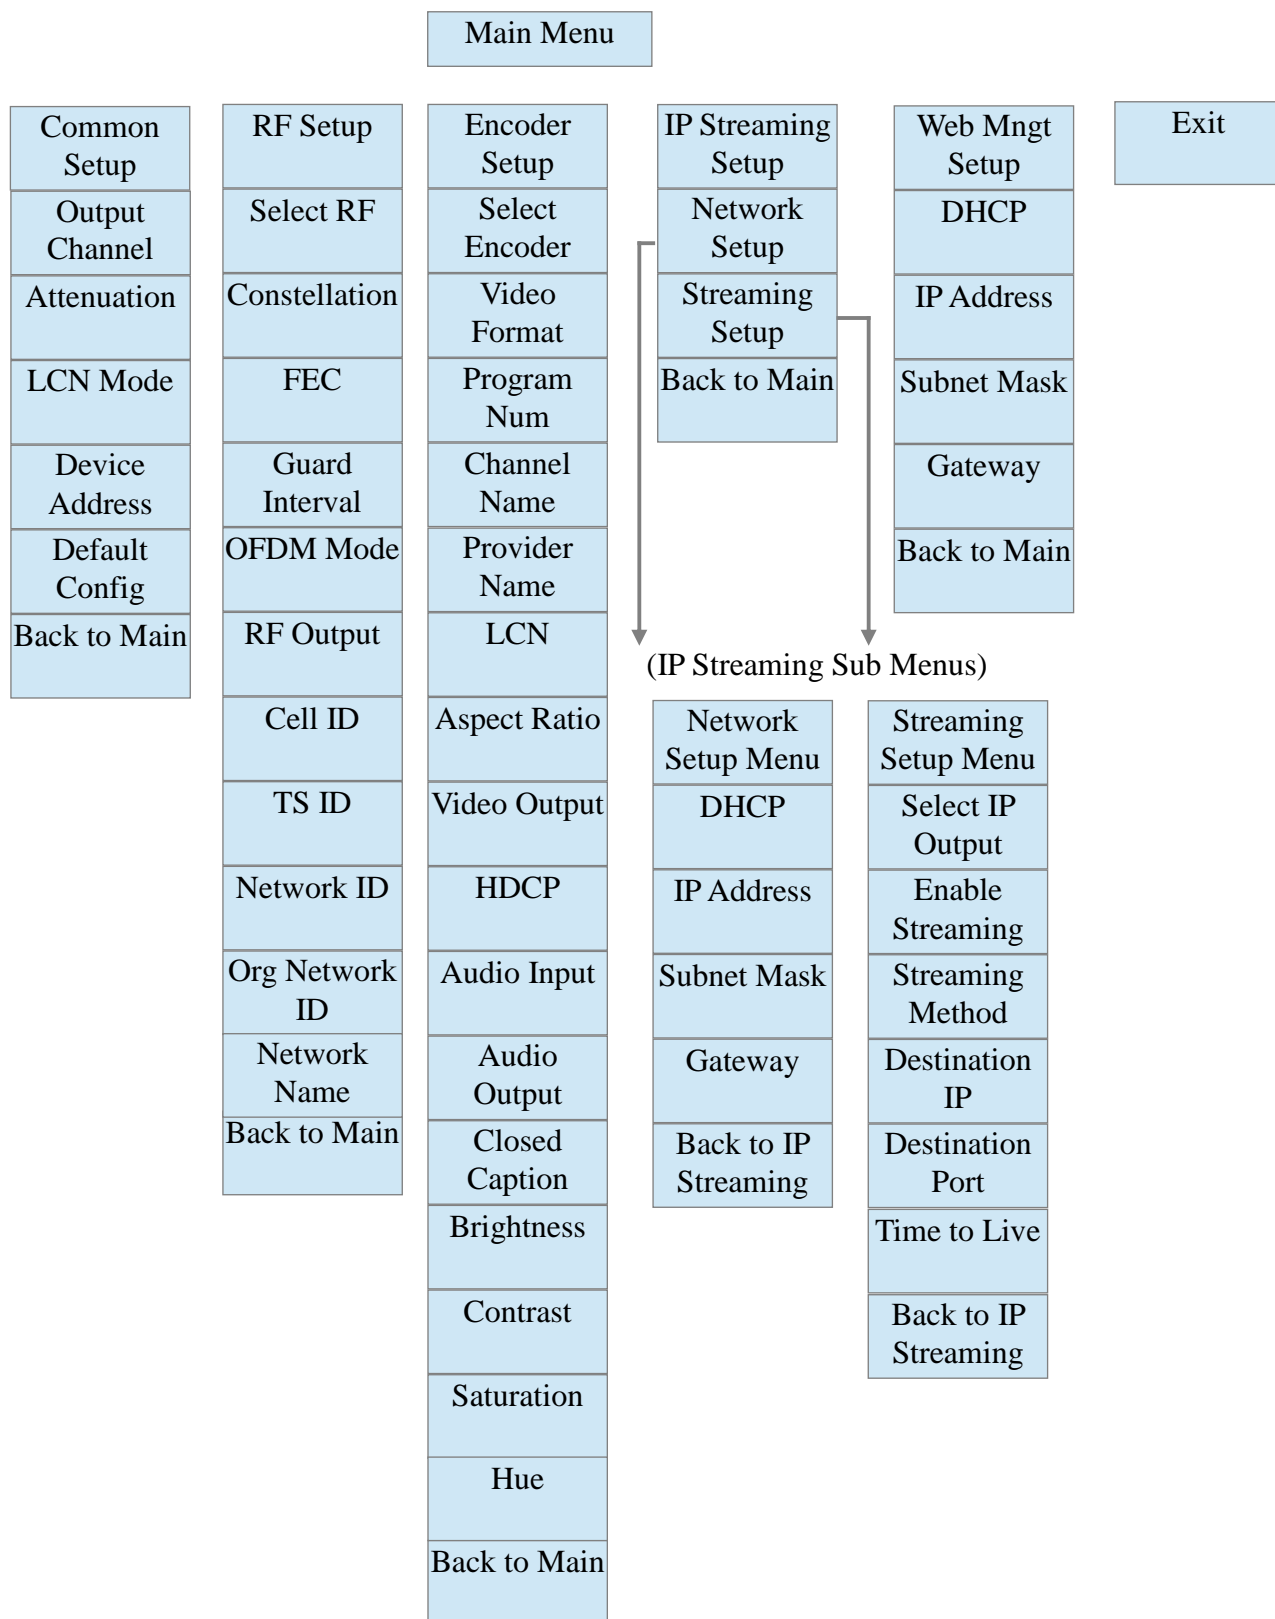 Main Menu
Common
Setup
Output
Channel
Attenuation
LCN Mode
Device
Address
Default
Config
Back to Main
RF Setup
Select RF
Constellation
FEC
Guard
Interval
OFDM Mode
RF Output
Cell ID
TS ID
Network ID
Org Network
ID
Network
Name
Back to Main
Encoder
Setup
Select
Encoder
Video
Format
Program
Num
Channel
Name
Provider
Name
LCN
Aspect Ratio
Video Output
HDCP
Audio Input
Audio
Output
Closed
Caption
Brightness
Contrast
Saturation
Hue
Back to Main
IP Streaming
Setup
Network
Setup
Streaming
Setup
Back to Main
Web Mngt
Setup
DHCP
IP Address
Subnet Mask
Gateway
Back to Main
Exit
(IP Streaming Sub Menus)
Network
Setup Menu
DHCP
IP Address
Subnet Mask
Gateway
Back to IP
Streaming
Streaming
Setup Menu
Select IP
Output
Enable
Streaming
Streaming
Method
Destination
IP
Destination
Port
Time to Live
Back to IP
Streaming